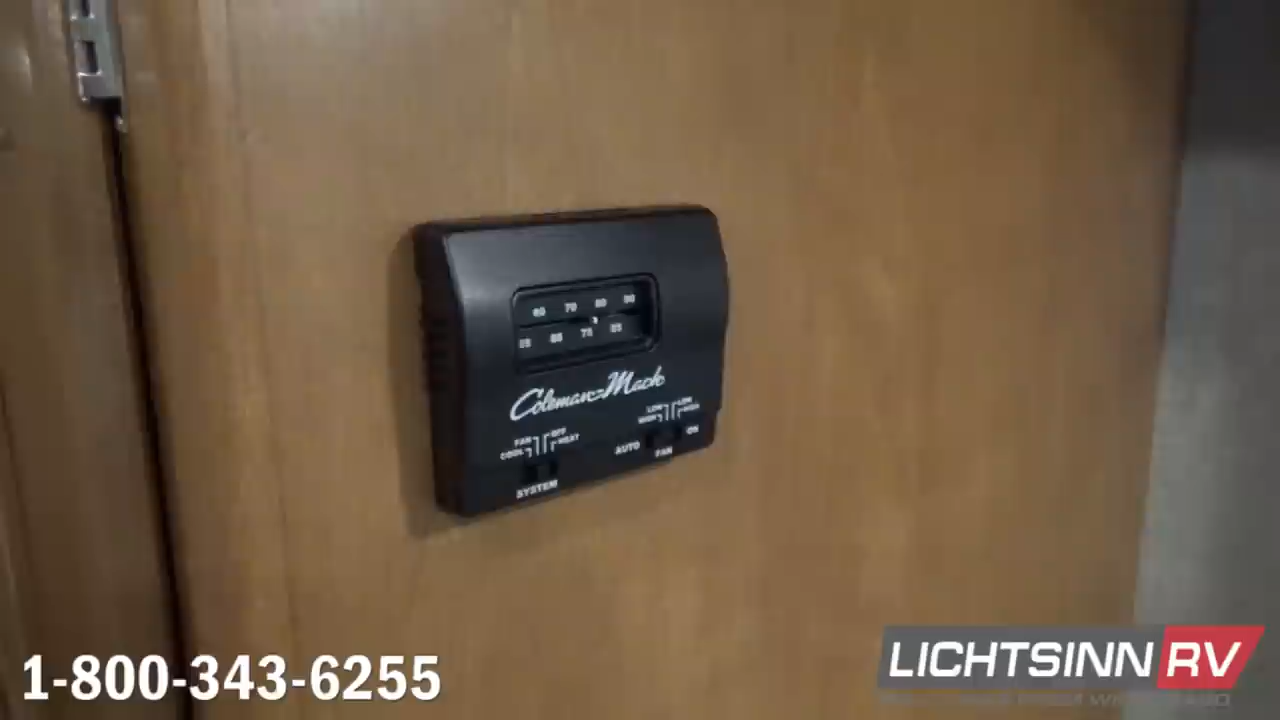 60 70 80 90
55 65 75 85
Coleman-Mach
FAN OFF
COOL HEAT
SYSTEM
LOW LOW
HIGH HIGH
AUTO ON
FAN
1-800-343-6255
LICHTSINN RV